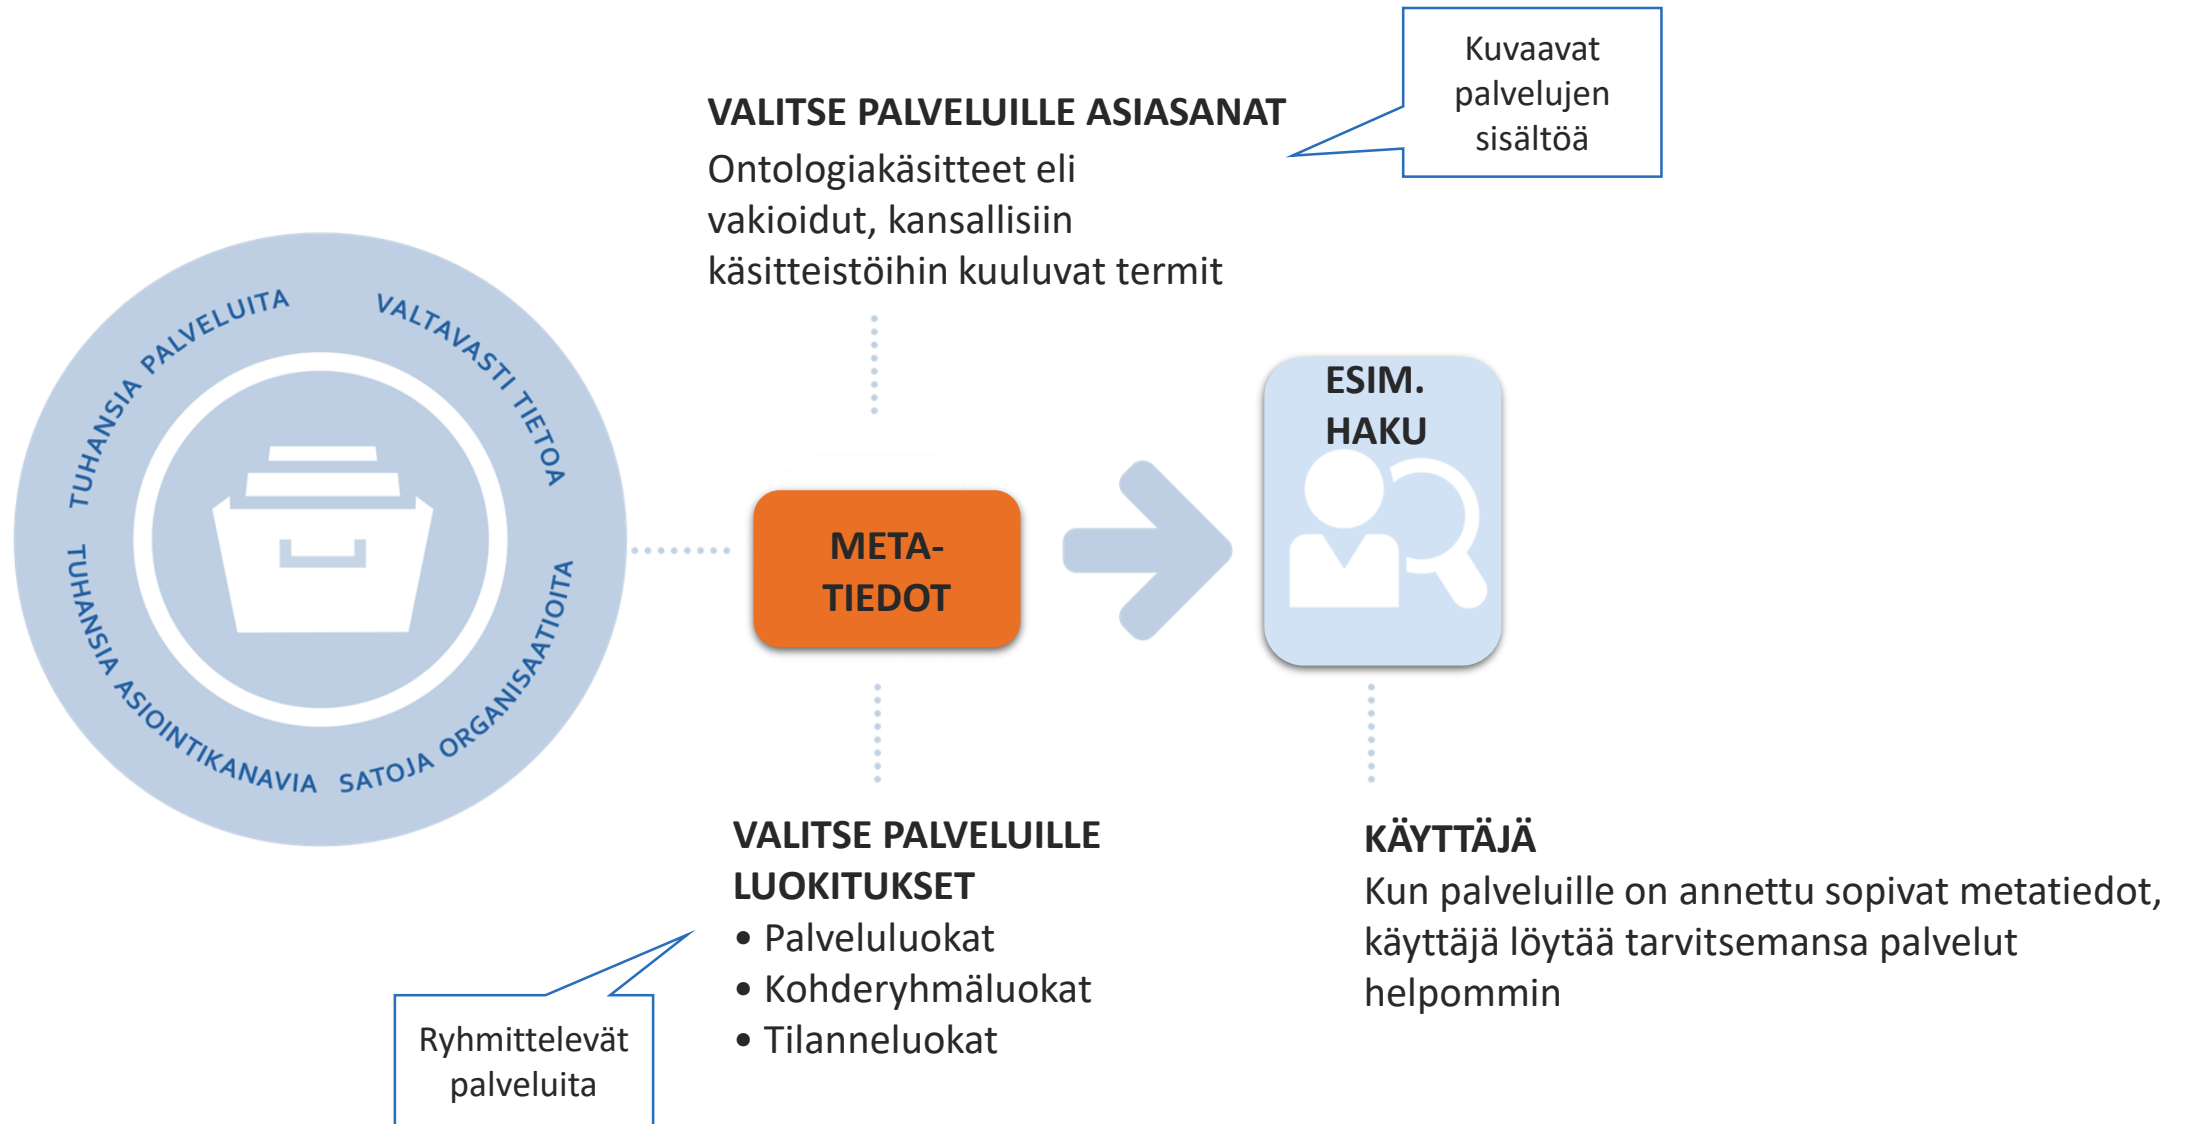 Kuvaavat
palvelujen
sisältöä
VALITSE PALVELUILLE ASIASANAT
Ontologiakäsitteet eli
vakioidut, kansallisiin
käsitteistöihin kuuluvat termit
TUHANSIA PALVELUITA
VALTAVASTI TIETOA
TUHANSIA ASIOINTIKANAVIA
SATOJA ORGANISAATIOITA
META-
TIEDOT
ESIM.
HAKU
VALITSE PALVELUILLE
LUOKITUKSET
• Palveluluokat
• Kohderyhmäluokat
• Tilanneluokat
Ryhmittelevät
palveluita
KÄYTTÄJÄ
Kun palveluille on annettu sopivat metatiedot,
käyttäjä löytää tarvitsemansa palvelut
helpommin